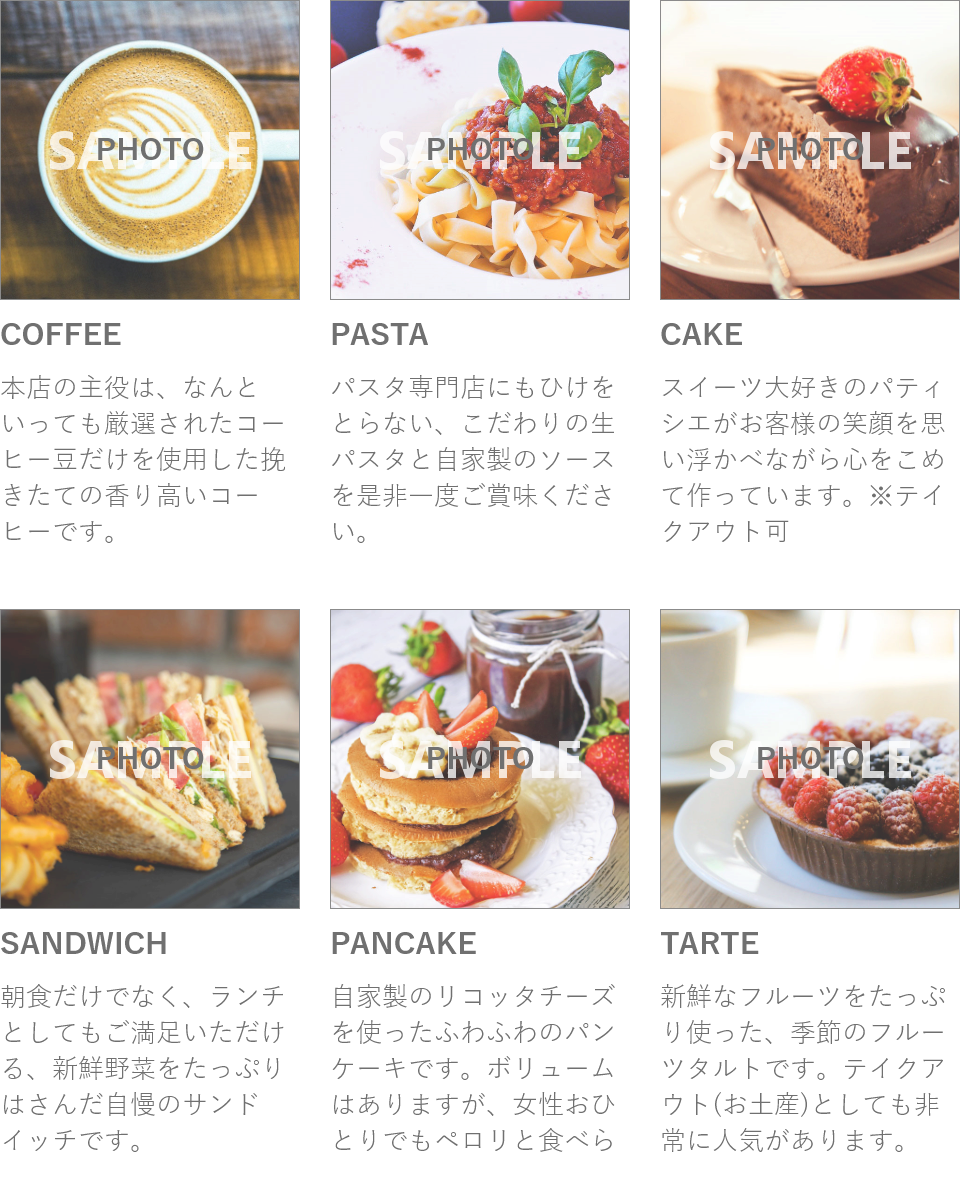 SAMPLE
PHOTO
SAMPLE
PHOTO
SAMPLE
PHOTO
COFFEE
本店の主役は、なんと
いっても厳選されたコー
ヒー豆だけを使用した挽
きたての香り高いコー
ヒーです。
PASTA
パスタ専門店にもひけを
とらない、こだわりの生
パスタと自家製のソース
を是非一度ご賞味くださ
い。
CAKE
スイーツ大好きのパティ
シエがお客様の笑顔を思
い浮かべながら心をこめ
て作っています。※テイ
クアウト可
SAMPLE
PHOTO
SAMPLE
PHOTO
SAMPLE
PHOTO
SANDWICH
朝食だけでなく、ランチ
としてもご満足いただけ
る、新鮮野菜をたっぷり
はさんだ自慢のサンド
イッチです。
PANCAKE
自家製のリコッタチーズ
を使ったふわふわのパン
ケーキです。ボリューム
はありますが、女性おひ
とりでもペロリと食べら
TARTE
新鮮なフルーツをたっぷ
り使った、季節のフルー
ツタルトです。テイクア
ウト(お土産)としても非
常に人気があります。